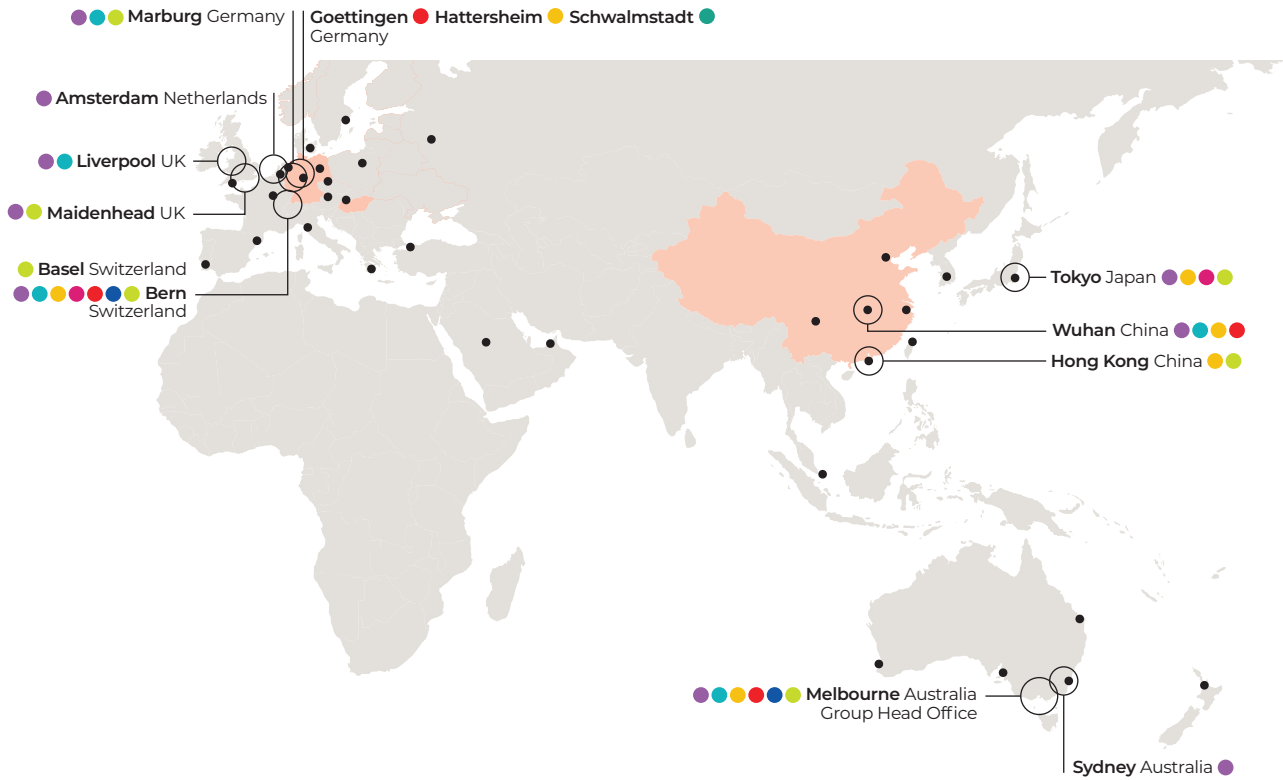 Marburg Germany
Goettingen Hattersheim Schwalmstadt
Germany
Amsterdam Netherlands
Liverpool UK
Maidenhead UK
Basel Switzerland
Bern
Switzerland
Tokyo Japan
Wuhan China
Hong Kong China
Melbourne Australia
Group Head Office
Sydney Australia